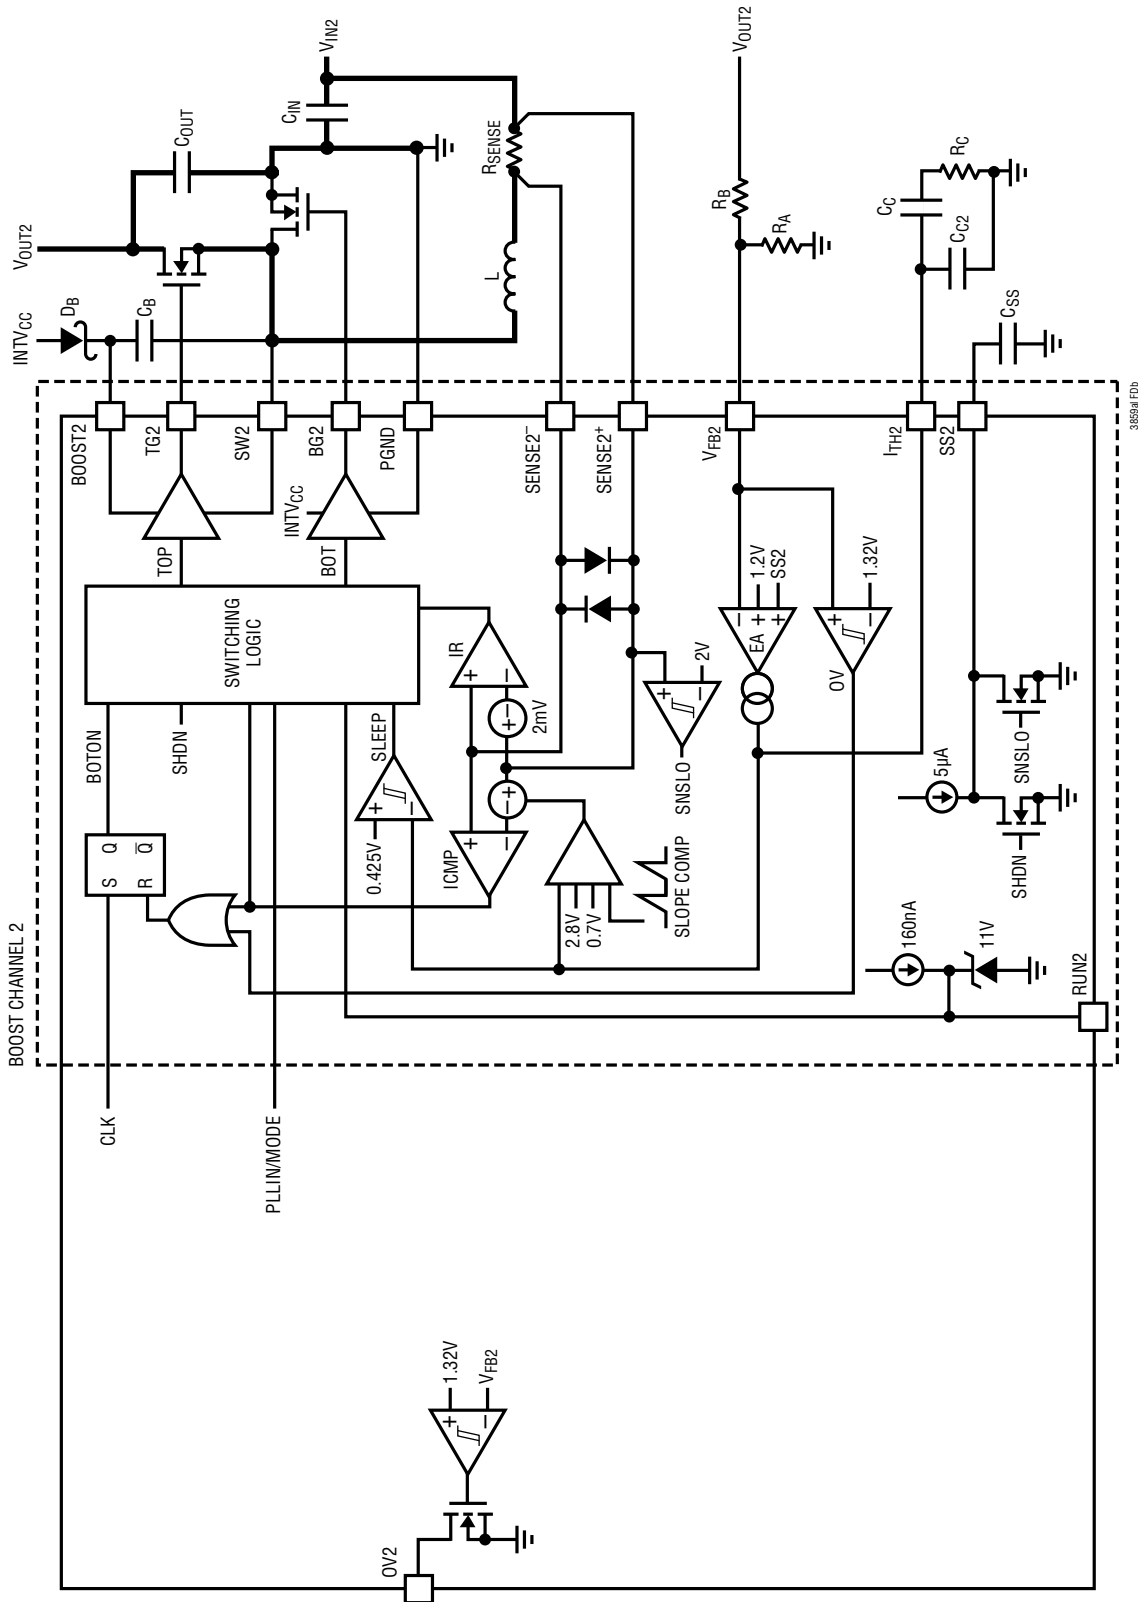 BOOST CHANNEL 2
INTVCC
VOUT2
DB
CB
COUT
CIN
VIN2
RSENSE
L
BOOST2
TG2
SW2
BG2
PGND
SENSE2–
SENSE2+
VFB2
ITH2
SS2
VOUT2
RB
RA
CC
RC
CC2
CSS
TOP
INTVCC
BOT
SWITCHING
LOGIC
BOTON
SHDN
SLEEP
S Q
R Q̅
CLK
PLLIN/MODE
IR
+
–
– +
2mV
– +
+
–
ICMP
+
–
0.425V
2.8V
0.7V
SLOPE COMP
+
–
2V
SNSLO
–
+
+
EA
1.2V
SS2
+
–
OV
1.32V
5µA
SHDN
SNSLO
160nA
11V
RUN2
1.32V
VFB2
+
–
OV2
3859al FDb